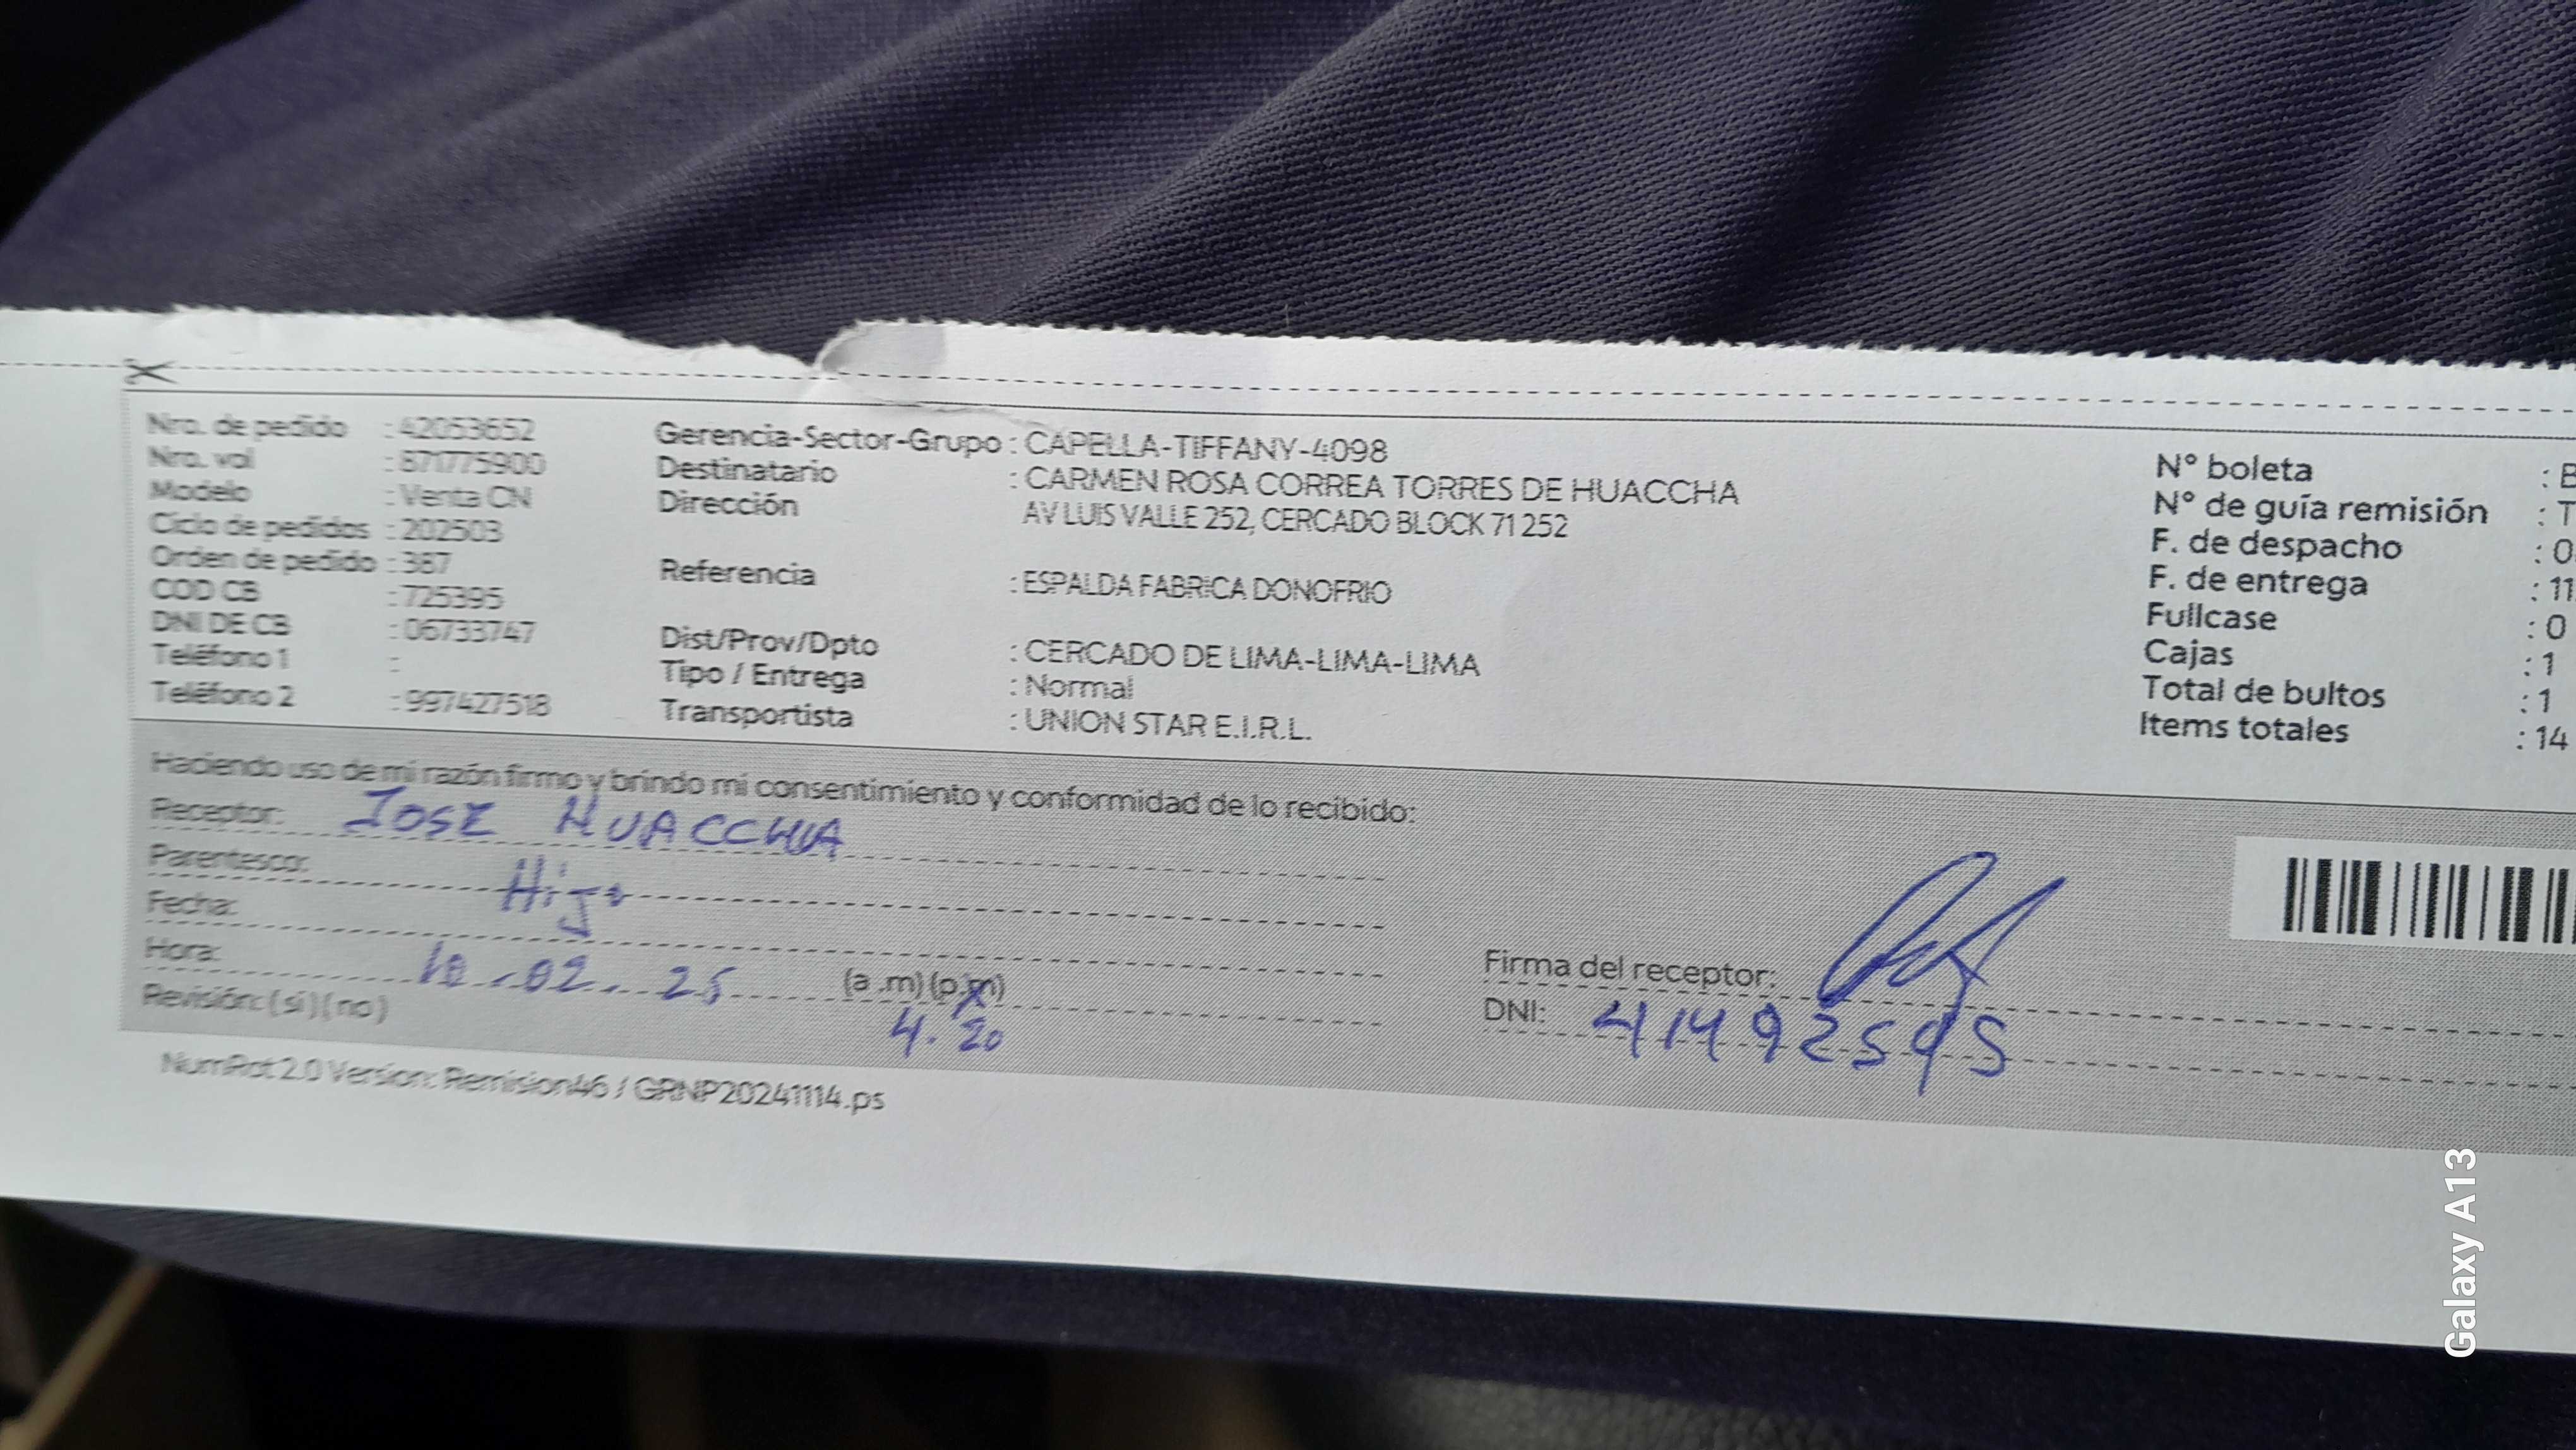 Nro. de pedido : 42053652
Nro. vol : 871775900
Modelo : Venta CN
Ciclo de pedidos : 202503
Orden de pedido : 387
COD CB : 725395
DNI DE CB : 06733747
Teléfono 1 :
Teléfono 2 : 997427518
Gerencia-Sector-Grupo : CAPELLA-TIFFANY-4098
Destinatario : CARMEN ROSA CORREA TORRES DE HUACCHA
Dirección AV LUIS VALLE 252, CERCADO BLOCK 71 252
Referencia : ESPALDA FABRICA DONOFRIO
Dist/Prov/Dpto : CERCADO DE LIMA-LIMA-LIMA
Tipo / Entrega : Normal
Transportista : UNION STAR E.I.R.L.
N° boleta : B
N° de guía remisión : T
F. de despacho : 0
F. de entrega : 11
Fullcase : 0
Cajas : 1
Total de bultos : 1
Items totales : 14
Haciendo uso de mi razón firmo y brindo mi consentimiento y conformidad de lo recibido:
Receptor: JOSE HUACCHA
Parentesco: Hijo
Fecha:
Hora: 10.02.25 (a .m) (p.m)
4.20
Revisión: (si) (no)
Firma del receptor:
DNI: 41492595
NumRot 2.0 Version: Remision46 / GRNP20241114.ps
Galaxy A13